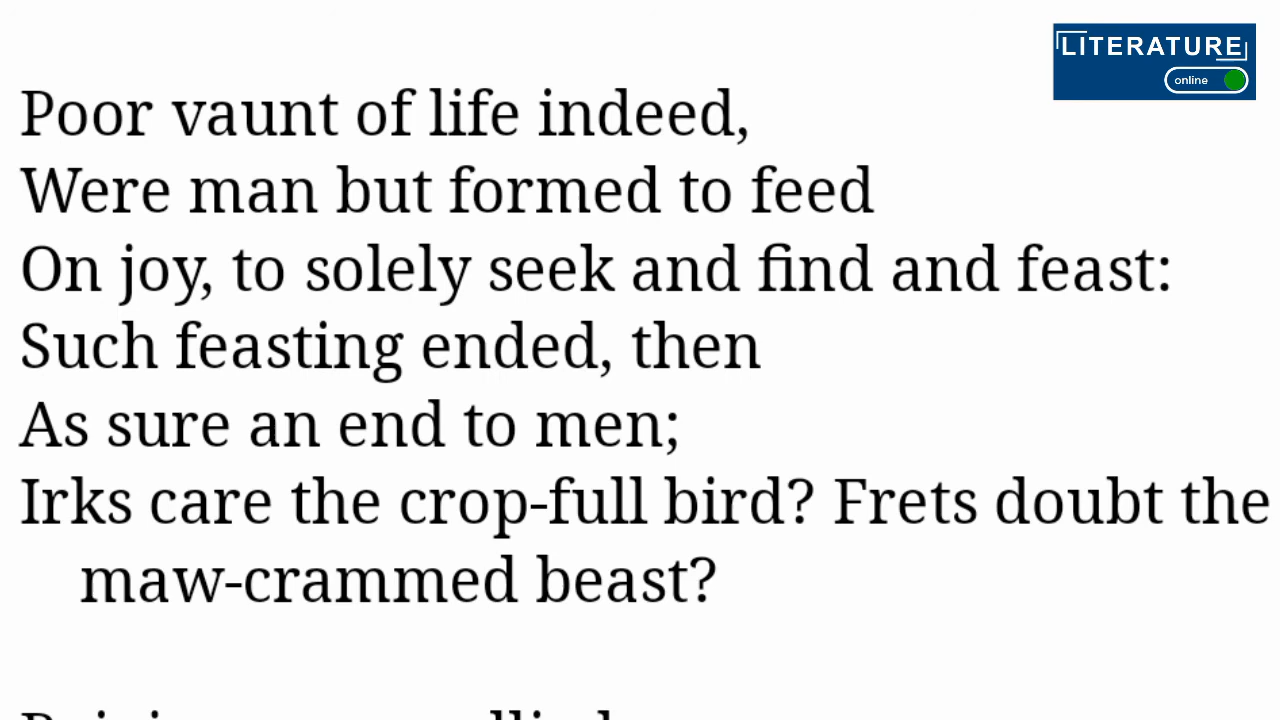 LITERATURE
online
Poor vaunt of life indeed,
Were man but formed to feed
On joy, to solely seek and find and feast:
Such feasting ended, then
As sure an end to men;
Irks care the crop-full bird? Frets doubt the
maw-crammed beast?